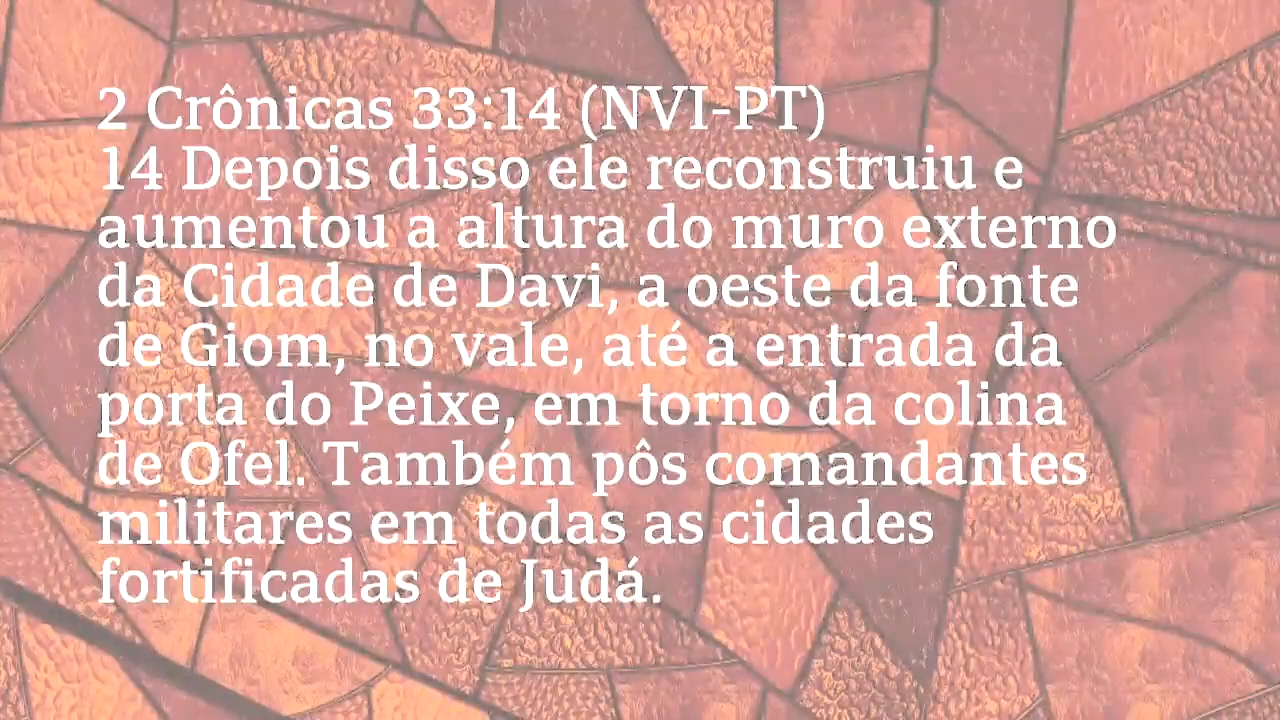 2 Crônicas 33:14 (NVI-PT)
14 Depois disso ele reconstruiu e
aumentou a altura do muro externo
da Cidade de Davi, a oeste da fonte
de Giom, no vale, até a entrada da
porta do Peixe, em torno da colina
de Ofel. Também pôs comandantes
militares em todas as cidades
fortificadas de Judá.